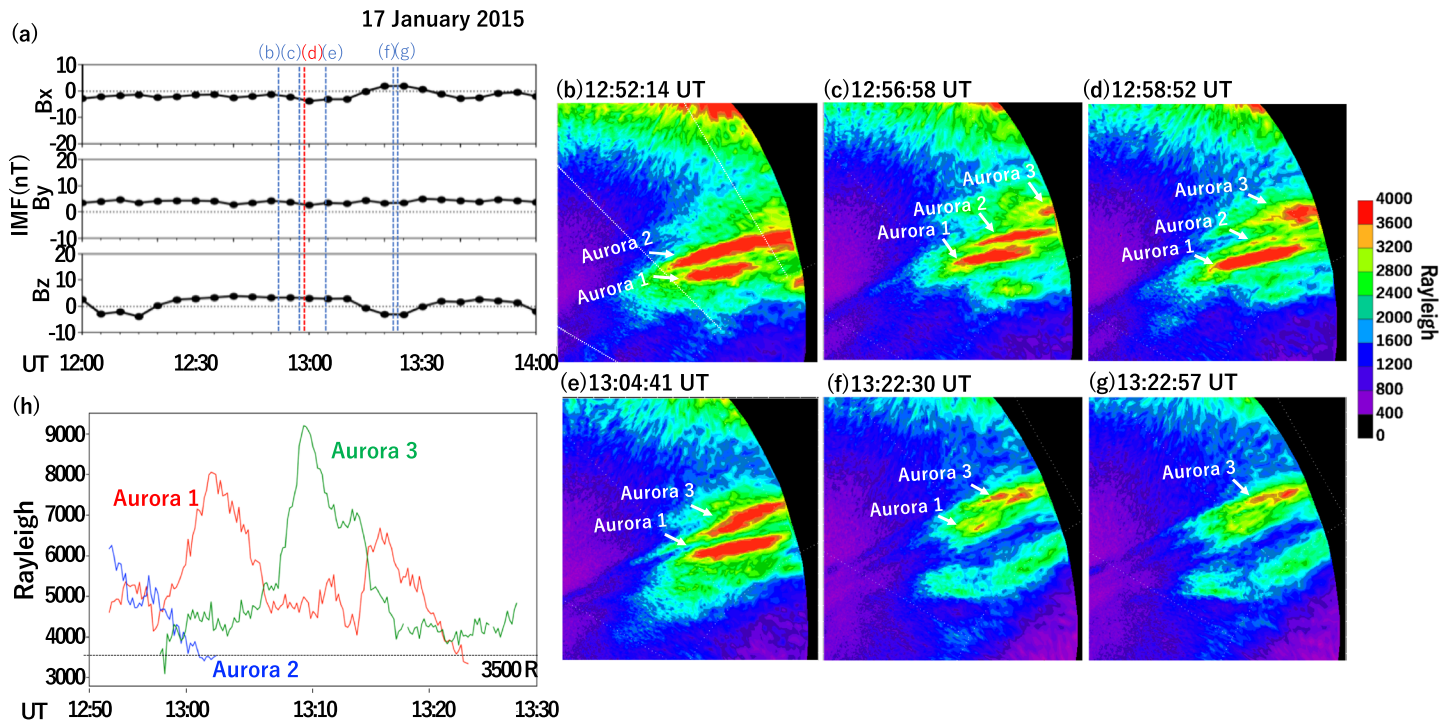 17 January 2015
(a)
(b)(c)(d)(e) (f)(g)
10
0
-10
-20
Bx
20
10
0
-10
By
IMF(nT)
20
10
0
-10
Bz
UT 12:00 12:30 13:00 13:30 14:00
(b)12:52:14 UT
Aurora 2
Aurora 1
(c)12:56:58 UT
Aurora 3
Aurora 2
Aurora 1
(d)12:58:52 UT
Aurora 3
Aurora 2
Aurora 1
4000
3600
3200
2800
2400
2000
1600
1200
800
400
0
Rayleigh
(e)13:04:41 UT
Aurora 3
Aurora 1
(f)13:22:30 UT
Aurora 3
Aurora 1
(g)13:22:57 UT
Aurora 3
(h)
9000
8000
7000
6000
5000
4000
3000
Rayleigh
Aurora 3
Aurora 1
Aurora 2
3500 R
UT 12:50 13:00 13:10 13:20 13:30